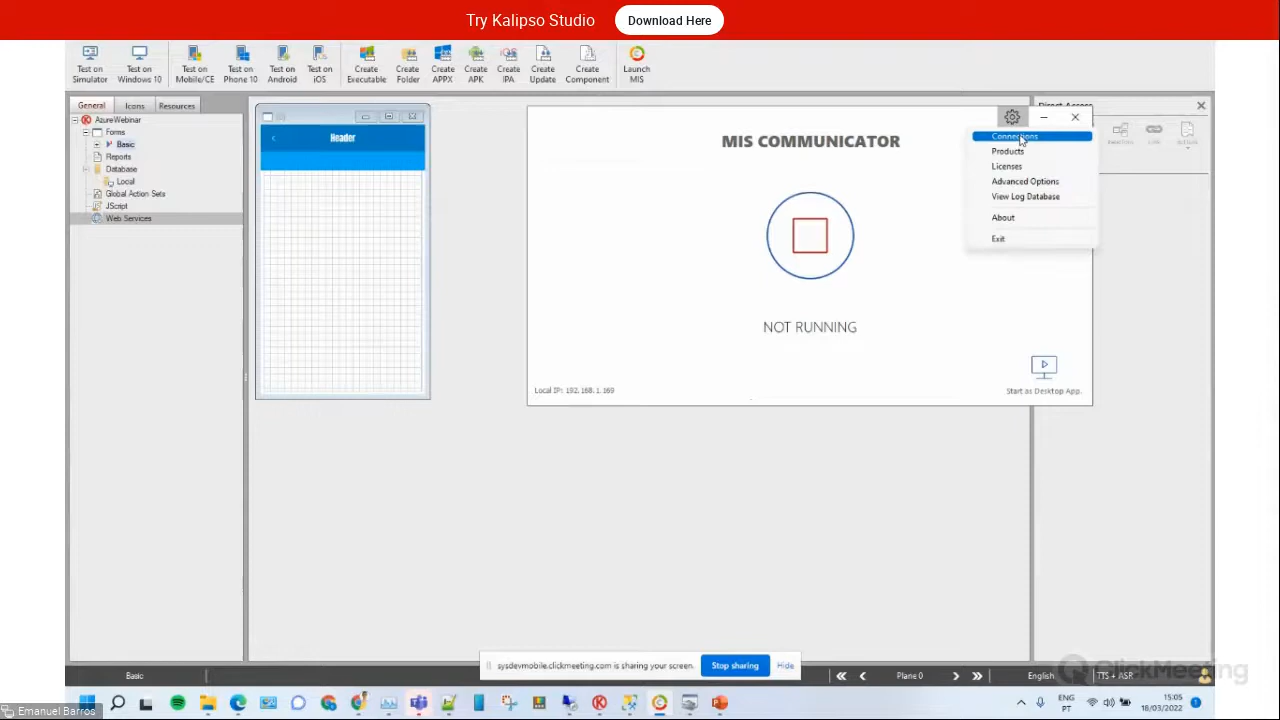 Try Kalipso Studio
Download Here
Test on Simulator
Test on Windows 10
Test on Mobile/CE
Test on Phone 10
Test on Android
Test on iOS
Create Executable
Create Folder
Create APPX
Create APK
Create IPA
Create Update
Create Component
Launch MIS
General
Icons
Resources
AzureWebinar
Forms
Basic
Reports
Database
Local
Global Action Sets
JScript
Web Services
Header
MIS COMMUNICATOR
NOT RUNNING
Local IP: 192.168.1.169
Start as Desktop App.
Direct Access
Connections
Products
Licenses
Advanced Options
View Log Database
About
Exit
sysdevmobile.clickmeeting.com is sharing your screen.
Stop sharing
Hide
Basic
Plane 0
English
TTS + ASR
ClickMeeting
ENG
PT
15:05
18/03/2022
Emanuel Barros